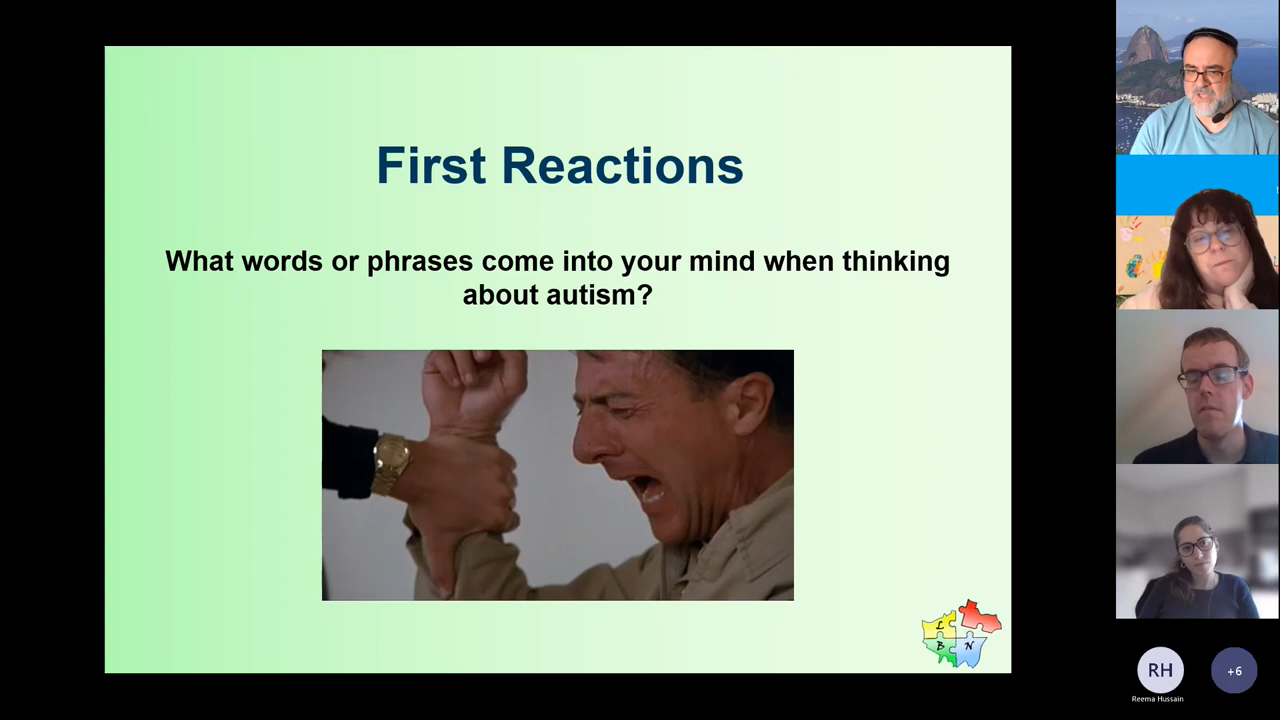 First Reactions
What words or phrases come into your mind when thinking
about autism?
L
B N
RH
+6
Reema Hussain